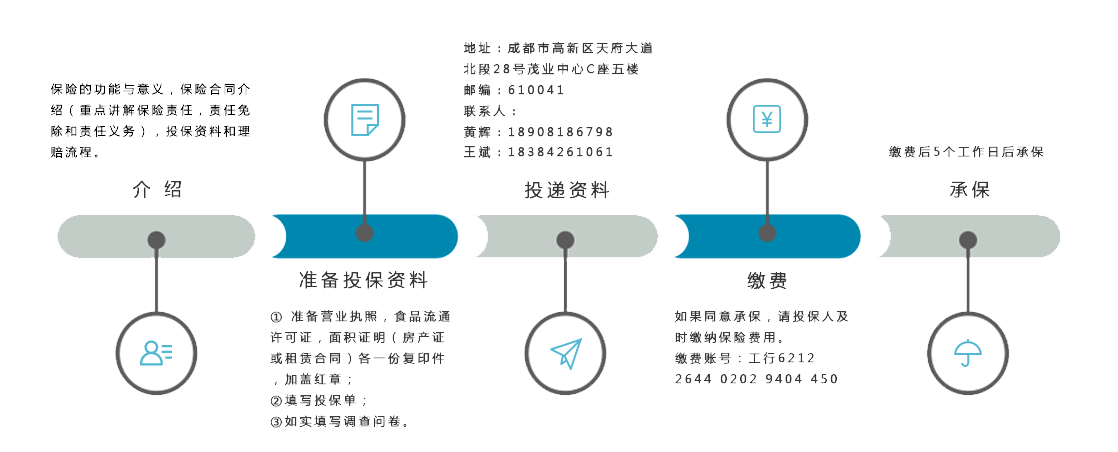 保险的功能与意义，保险合同介
绍（重点讲解保险责任，责任免
除和责任义务），投保资料和理
赔流程。
介 绍
准备投保资料
① 准备营业执照，食品流通
许可证，面积证明（房产证
或租赁合同）各一份复印件
，加盖红章；
②填写投保单；
③如实填写调查问卷。
地址：成都市高新区天府大道
北段28号茂业中心C座五楼
邮编：610041
联系人：
黄辉：18908186798
王斌：18384261061
投递资料
¥
缴费
如果同意承保，请投保人及
时缴纳保险费用。
缴费账号：工行6212
2644 0202 9404 450
缴费后5个工作日后承保
承保